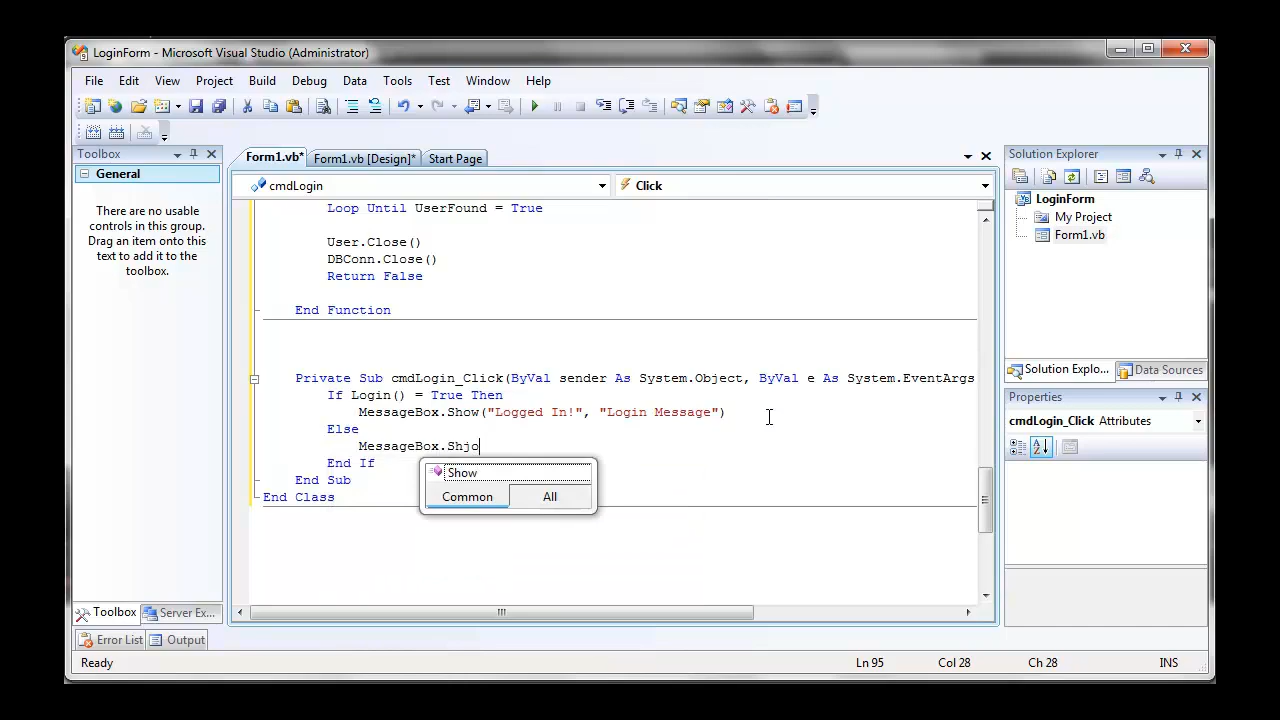 LoginForm - Microsoft Visual Studio (Administrator)
File Edit View Project Build Debug Data Tools Test Window Help
Toolbox
General
There are no usable
controls in this group.
Drag an item onto this
text to add it to the
toolbox.
Toolbox Server Ex...
Form1.vb* Form1.vb [Design]* Start Page
cmdLogin Click
Loop Until UserFound = True
User.Close()
DBConn.Close()
Return False
End Function
Private Sub cmdLogin_Click(ByVal sender As System.Object, ByVal e As System.EventArgs
If Login() = True Then
MessageBox.Show("Logged In!", "Login Message")
Else
MessageBox.Shjo
End If
End Sub
End Class
Show
Common All
Solution Explorer
LoginForm
My Project
Form1.vb
Solution Explo... Data Sources
Properties
cmdLogin_Click Attributes
Error List Output
Ready Ln 95 Col 28 Ch 28 INS